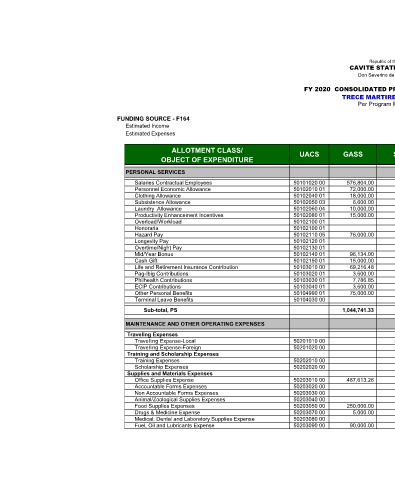 Republic of th
CAVITE STATE
Don Severino de
FY 2020 CONSOLIDATED PR
TRECE MARTIRE
Per Program
FUNDING SOURCE - F164
Estimated Income
Estimated Expenses
ALLOTMENT CLASS/ OBJECT OF EXPENDITURE UACS GASS S
PERSONAL SERVICES
Salaries Contractual Employees 50101020 00 576,804.00
Personnel Economic Allowance 50102010 01 72,000.00
Clothing Allowance 50102040 01 18,000.00
Subsistence Allowance 50102050 03
Laundry Allowance 50102060 04
Productivity Enhancement Incentives 50102080 01 15,000.00
Overload/Workload 50102100 01
Honoraria 50102100 01
Hazard Pay 50102110 05 75,000.00
Longevity Pay 50102120 01
Overtime/Night Pay 50102130 01
Mid/Year Bonus 50102140 01 96,134.00
Cash Gift 50102150 01 15,000.00
Life and Retirement Insurance Contribution 50103010 00 69,216.48
Pag-Ibig Contributions 50103020 01 3,600.00
Philhealth Contributions 50103030 01 7,786.85
ECIP Contributions 50103040 01 3,600.00
Other Personal Benefits 50104990 01 75,000.00
Terminal Leave Benefits 50104030 00
Sub-total, PS 1,044,741.33
MAINTENANCE AND OTHER OPERATING EXPENSES
Traveling Expenses
Traveling Expense-Local 50201010 00
Traveling Expense-Foreign 50201020 00
Training and Scholarship Expenses
Training Expenses 50202010 00
Scholarship Expenses 50202020 00
Supplies and Materials Expenses
Office Supplies Expense 50203010 00 487,613.26
Accountable Forms Expenses 50203020 00
Non Accountable Forms Expenses 50203030 00
Animal/Zoological Supplies Expenses 50203040 00
Food Supplies Expenses 50203050 00 250,000.00
Drugs & Medicine Expense 50203070 00 5,000.00
Medical, Dental and Laboratory Supplies Expense 50203080 00
Fuel, Oil and Lubricants Expense 50203090 00 90,000.00